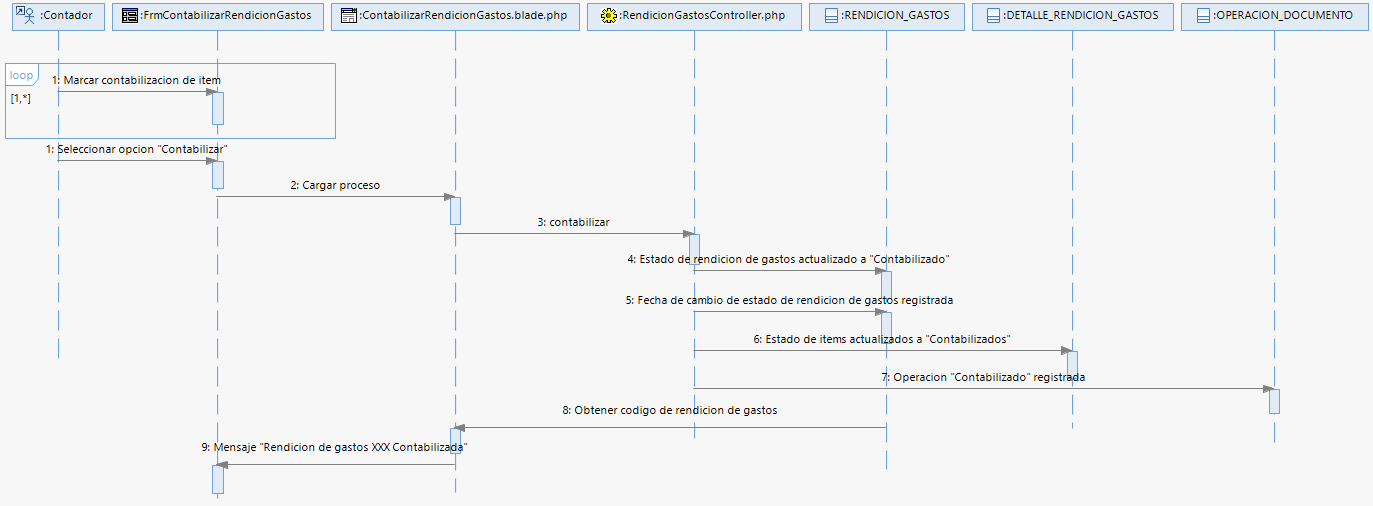 :Contador
:FrmContabilizarRendicionGastos
:ContabilizarRendicionGastos.blade.php
:RendicionGastosController.php
:RENDICION_GASTOS
:DETALLE_RENDICION_GASTOS
:OPERACION_DOCUMENTO
loop
1: Marcar contabilizacion de item
[1,*]
1: Seleccionar opcion "Contabilizar"
2: Cargar proceso
3: contabilizar
4: Estado de rendicion de gastos actualizado a "Contabilizado"
5: Fecha de cambio de estado de rendicion de gastos registrada
6: Estado de items actualizados a "Contabilizados"
7: Operacion "Contabilizado" registrada
8: Obtener codigo de rendicion de gastos
9: Mensaje "Rendicion de gastos XXX Contabilizada"